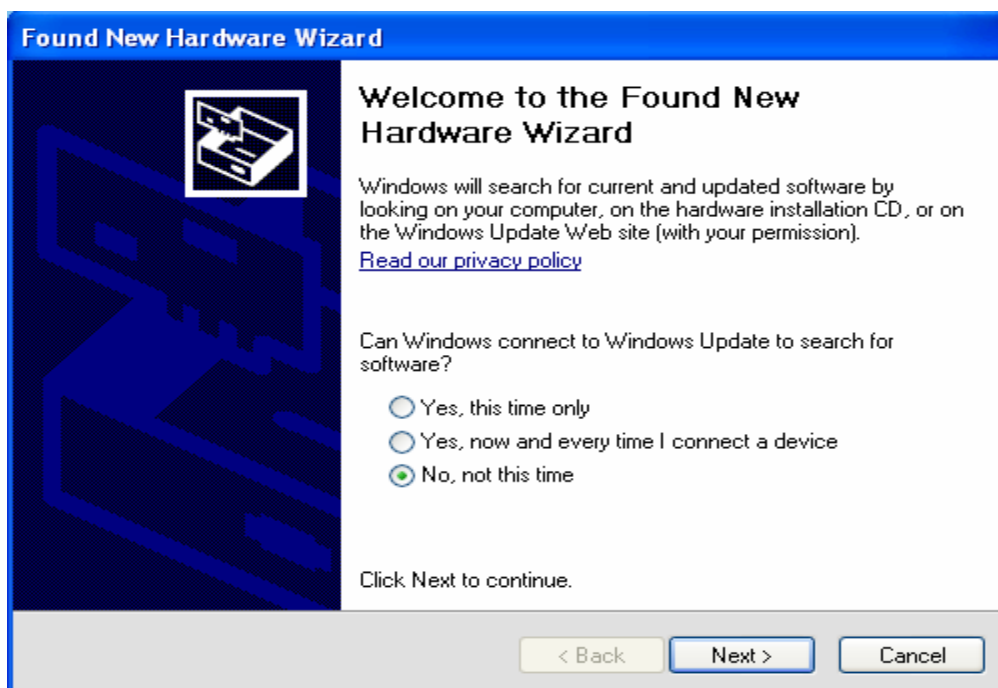 Found New Hardware Wizard
Welcome to the Found New
Hardware Wizard
Windows will search for current and updated software by
looking on your computer, on the hardware installation CD, or on
the Windows Update Web site (with your permission).
Read our privacy policy
Can Windows connect to Windows Update to search for
software?
Yes, this time only
Yes, now and every time I connect a device
No, not this time
Click Next to continue.
< Back
Next >
Cancel